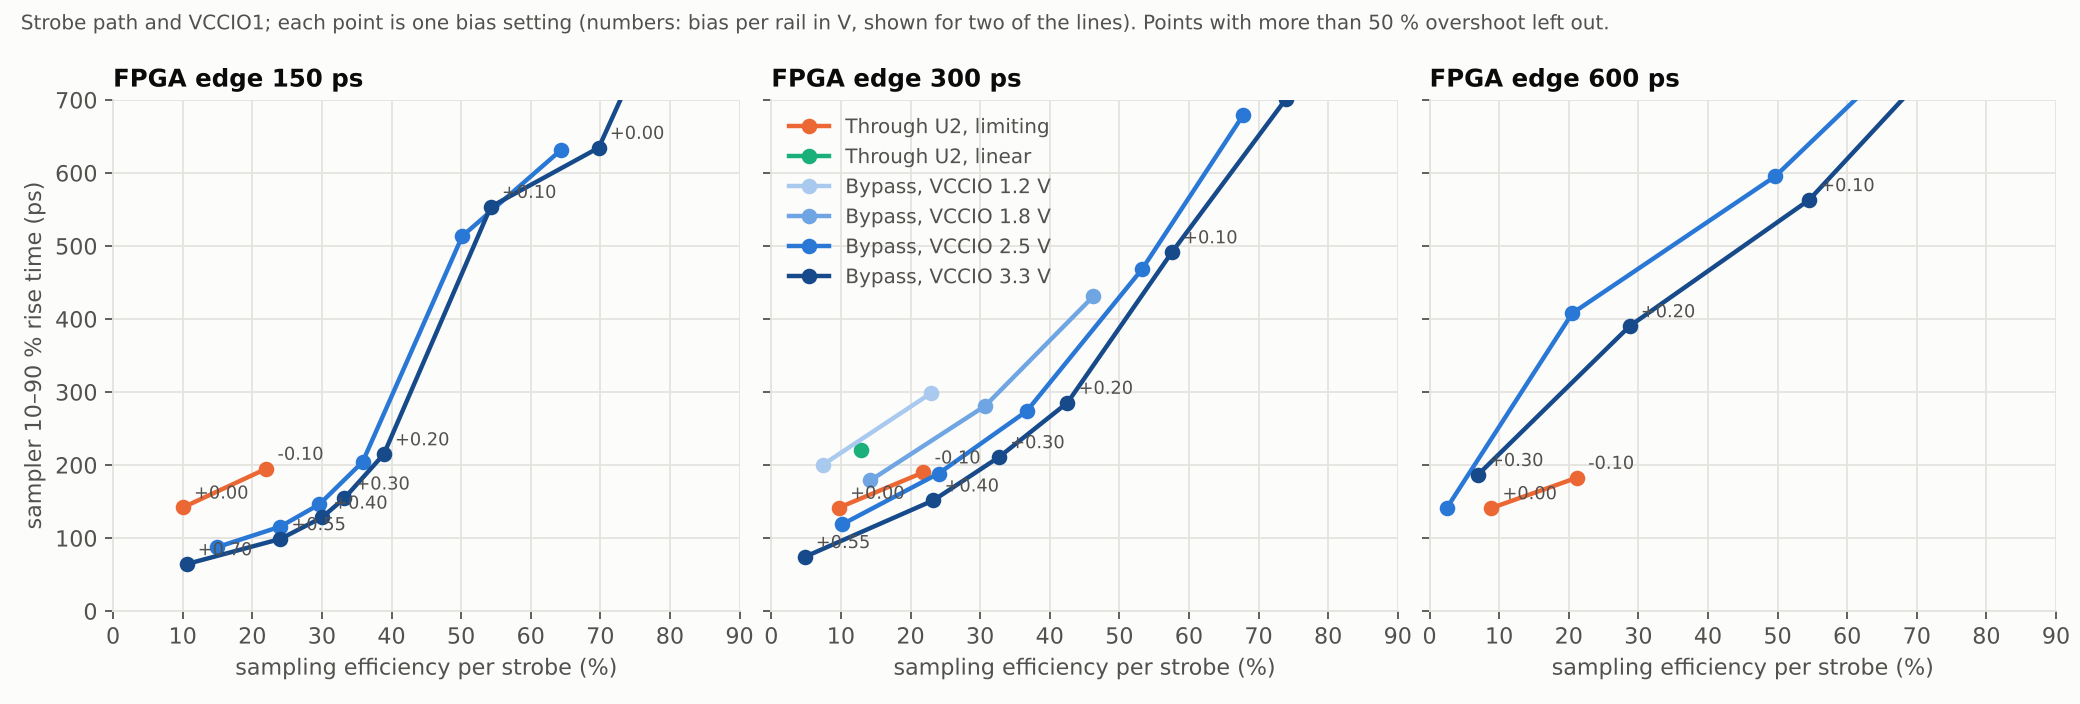 Strobe path and VCCIO1; each point is one bias setting (numbers: bias per rail in V, shown for two of the lines). Points with more than 50 % overshoot left out.
FPGA edge 150 ps
FPGA edge 300 ps
FPGA edge 600 ps
sampler 10–90 % rise time (ps)
700
600
500
400
300
200
100
0
+0.00
+0.10
+0.20
-0.10
+0.00
+0.30
+0.40
+0.55
+0.70
0 10 20 30 40 50 60 70 80 90
sampling efficiency per strobe (%)
Through U2, limiting
Through U2, linear
Bypass, VCCIO 1.2 V
Bypass, VCCIO 1.8 V
Bypass, VCCIO 2.5 V
Bypass, VCCIO 3.3 V
+0.10
+0.20
+0.30
-0.10
+0.40
+0.00
+0.55
0 10 20 30 40 50 60 70 80 90
sampling efficiency per strobe (%)
+0.10
+0.20
+0.30
-0.10
+0.00
0 10 20 30 40 50 60 70 80 90
sampling efficiency per strobe (%)